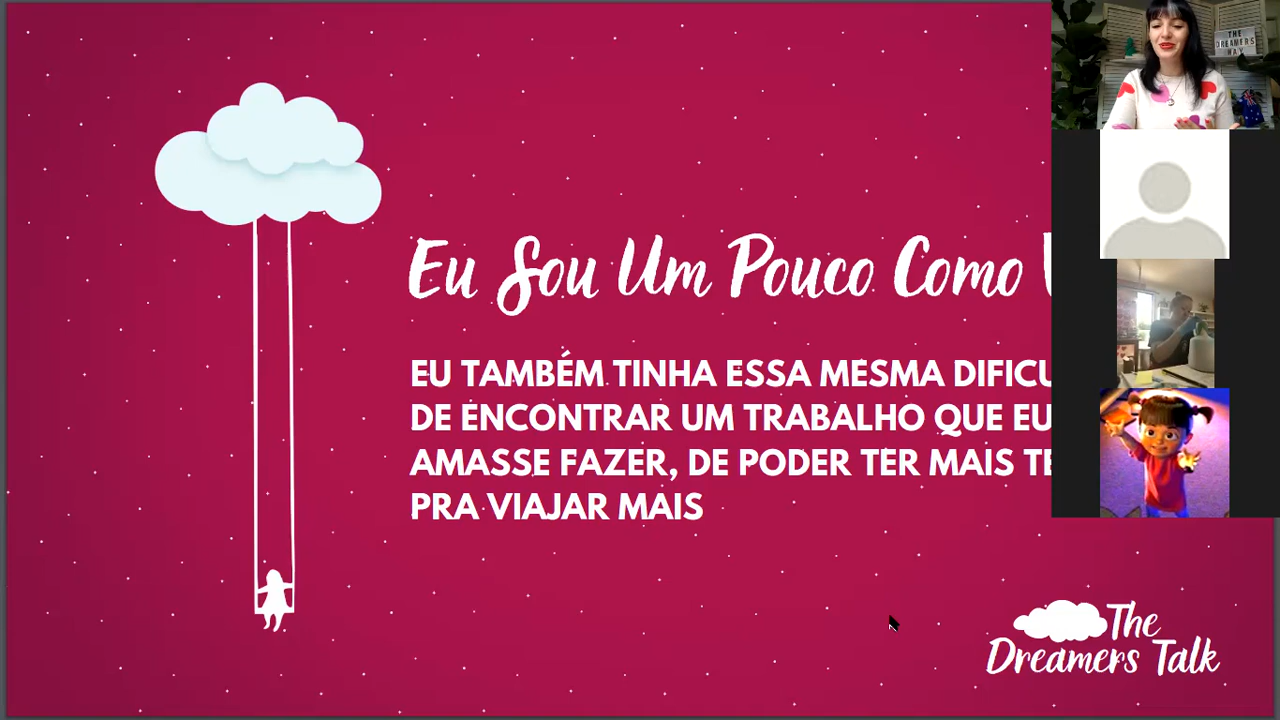 THE
DREAMERS
Eu Sou Um Pouco Como
EU TAMBÉM TINHA ESSA MESMA
DE ENCONTRAR UM TRABALHO QUE EU
AMASSE FAZER, DE PODER TER MAIS
PRA VIAJAR MAIS
The
Dreamers Talk